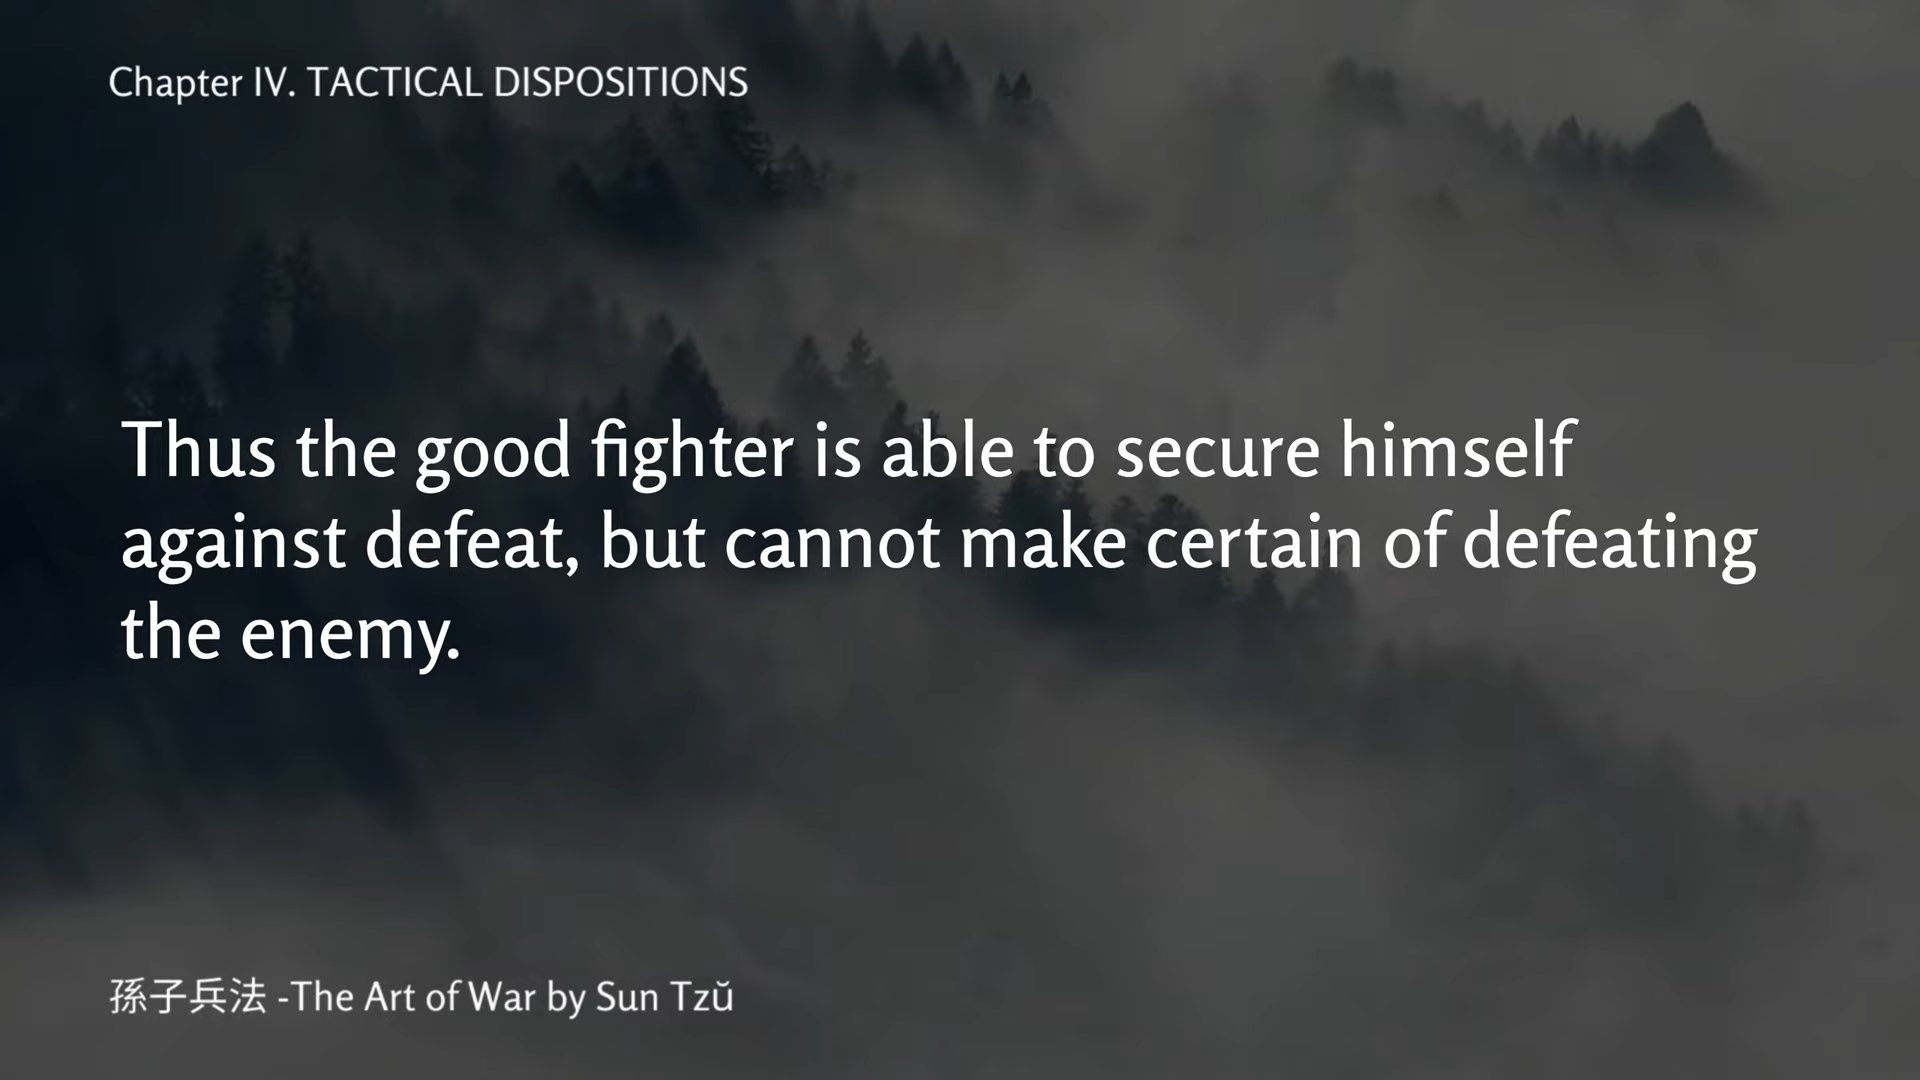 Chapter IV. TACTICAL DISPOSITIONS
Thus the good fighter is able to secure himself
against defeat, but cannot make certain of defeating
the enemy.
孫子兵法 -The Art of War by Sun Tzŭ